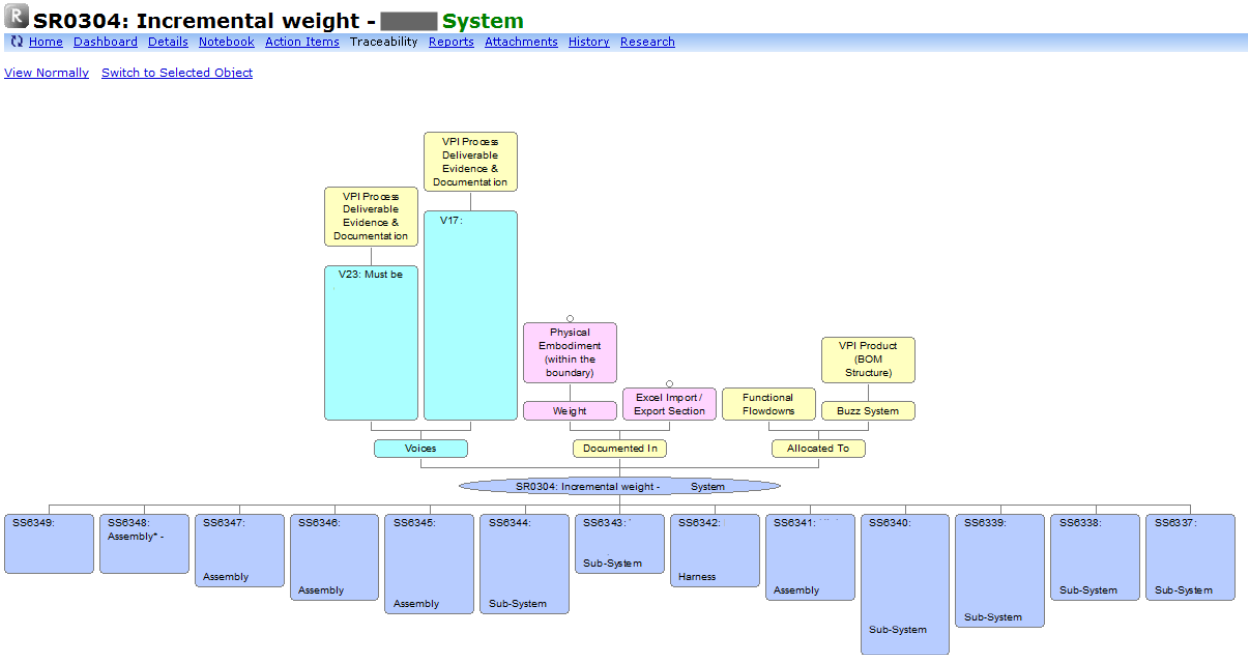 R SR0304: Incremental weight - System
Home Dashboard Details Notebook Action Items Traceability Reports Attachments History Research
View Normally Switch to Selected Object
VPI Process
Deliverable
Evidence &
Documentation
VPI Process
Deliverable
Evidence &
Documentation
V17:
V23: Must be
Physical
Embodiment
(within the
boundary)
VPI Product
(BOM
Structure)
Weight
Excel Import /
Export Section
Functional
Flowdowns
Buzz System
Voices
Documented In
Allocated To
SR0304: Incremental weight - System
SS6349:
SS6348:
Assembly* -
SS6347:
Assembly
SS6346:
Assembly
SS6345:
Assembly
SS6344:
Sub-System
SS6343:
Sub-System
SS6342:
Harness
SS6341:
Assembly
SS6340:
Sub-System
SS6339:
Sub-System
SS6338:
Sub-System
SS6337:
Sub-System